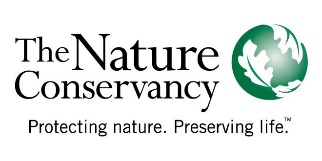 The Nature
Conservancy
Protecting nature. Preserving life.™